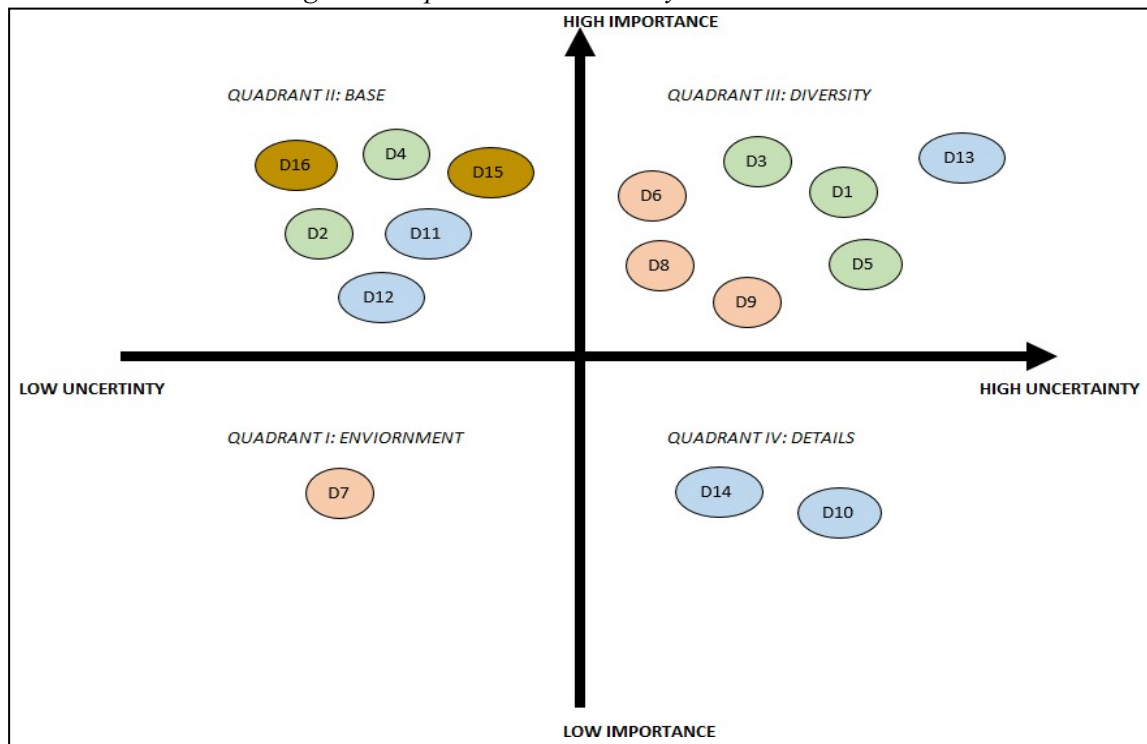 HIGH IMPORTANCE
QUADRANT II: BASE
QUADRANT III: DIVERSITY
D16
D4
D15
D3
D13
D6
D1
D2
D11
D8
D5
D12
D9
LOW UNCERTINTY
HIGH UNCERTAINTY
QUADRANT I: ENVIORNMENT
QUADRANT IV: DETAILS
D7
D14
D10
LOW IMPORTANCE